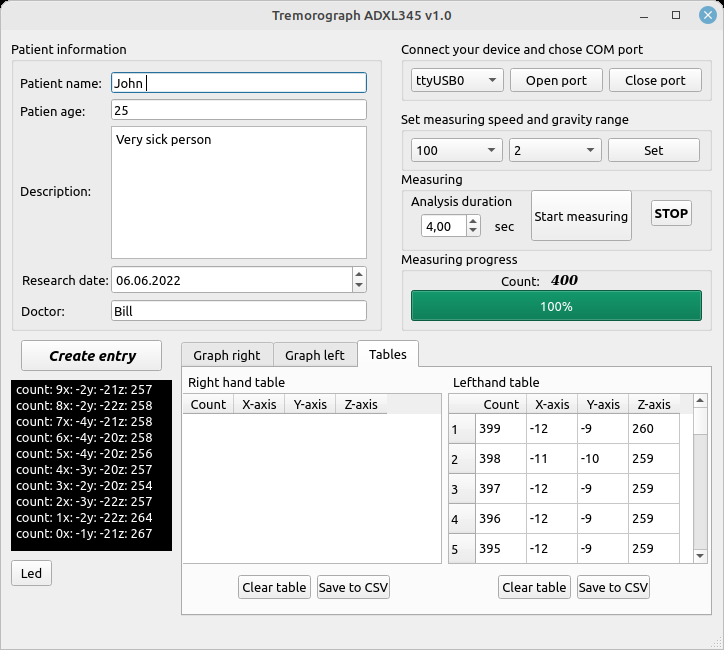 Tremorograph ADXL345 v1.0
Patient information
Patient name: John
Patien age: 25
Description: Very sick person
Research date: 06.06.2022
Doctor: Bill
Connect your device and chose COM port
ttyUSB0 Open port Close port
Set measuring speed and gravity range
100 2 Set
Measuring
Analysis duration
4,00 sec Start measuring STOP
Measuring progress
Count: 400
100%
Create entry
count: 9x: -2y: -21z: 257
count: 8x: -2y: -22z: 258
count: 7x: -4y: -21z: 258
count: 6x: -4y: -20z: 258
count: 5x: -4y: -20z: 256
count: 4x: -3y: -20z: 257
count: 3x: -2y: -20z: 254
count: 2x: -3y: -22z: 257
count: 1x: -2y: -22z: 264
count: 0x: -1y: -21z: 267
Led
Graph right Graph left Tables
Right hand table
Count X-axis Y-axis Z-axis
Clear table Save to CSV
Lefthand table
Count X-axis Y-axis Z-axis
1 399 -12 -9 260
2 398 -11 -10 259
3 397 -12 -9 259
4 396 -12 -9 259
5 395 -12 -9 259
Clear table Save to CSV